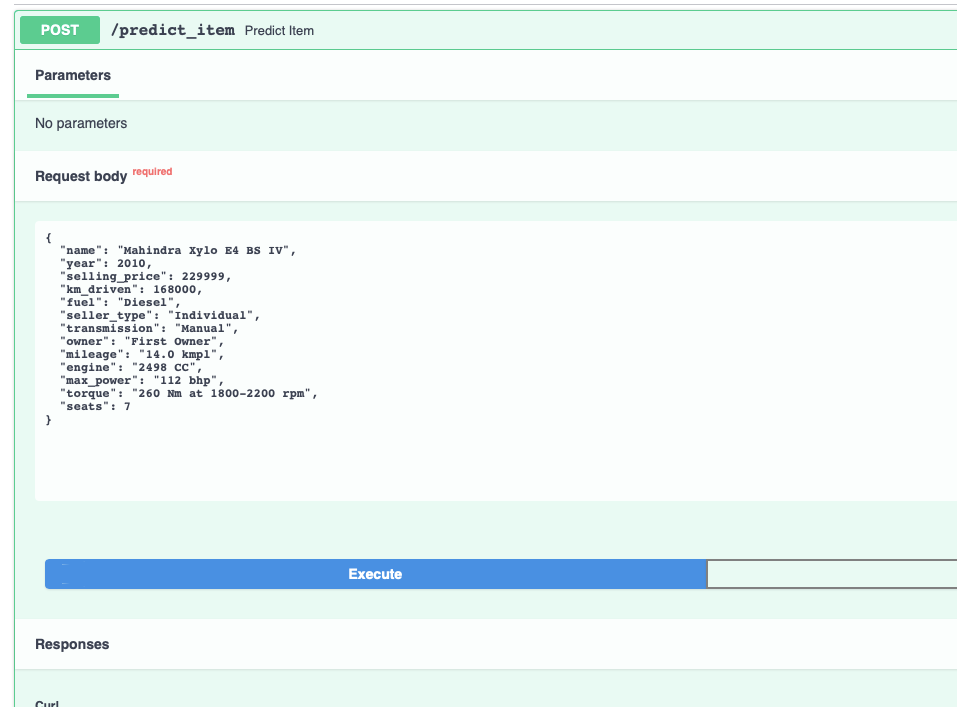 POST /predict_item Predict Item
Parameters
No parameters
Request body required
{
  "name": "Mahindra Xylo E4 BS IV",
  "year": 2010,
  "selling_price": 229999,
  "km_driven": 168000,
  "fuel": "Diesel",
  "seller_type": "Individual",
  "transmission": "Manual",
  "owner": "First Owner",
  "mileage": "14.0 kmpl",
  "engine": "2498 CC",
  "max_power": "112 bhp",
  "torque": "260 Nm at 1800-2200 rpm",
  "seats": 7
}
Execute
Responses
Curl